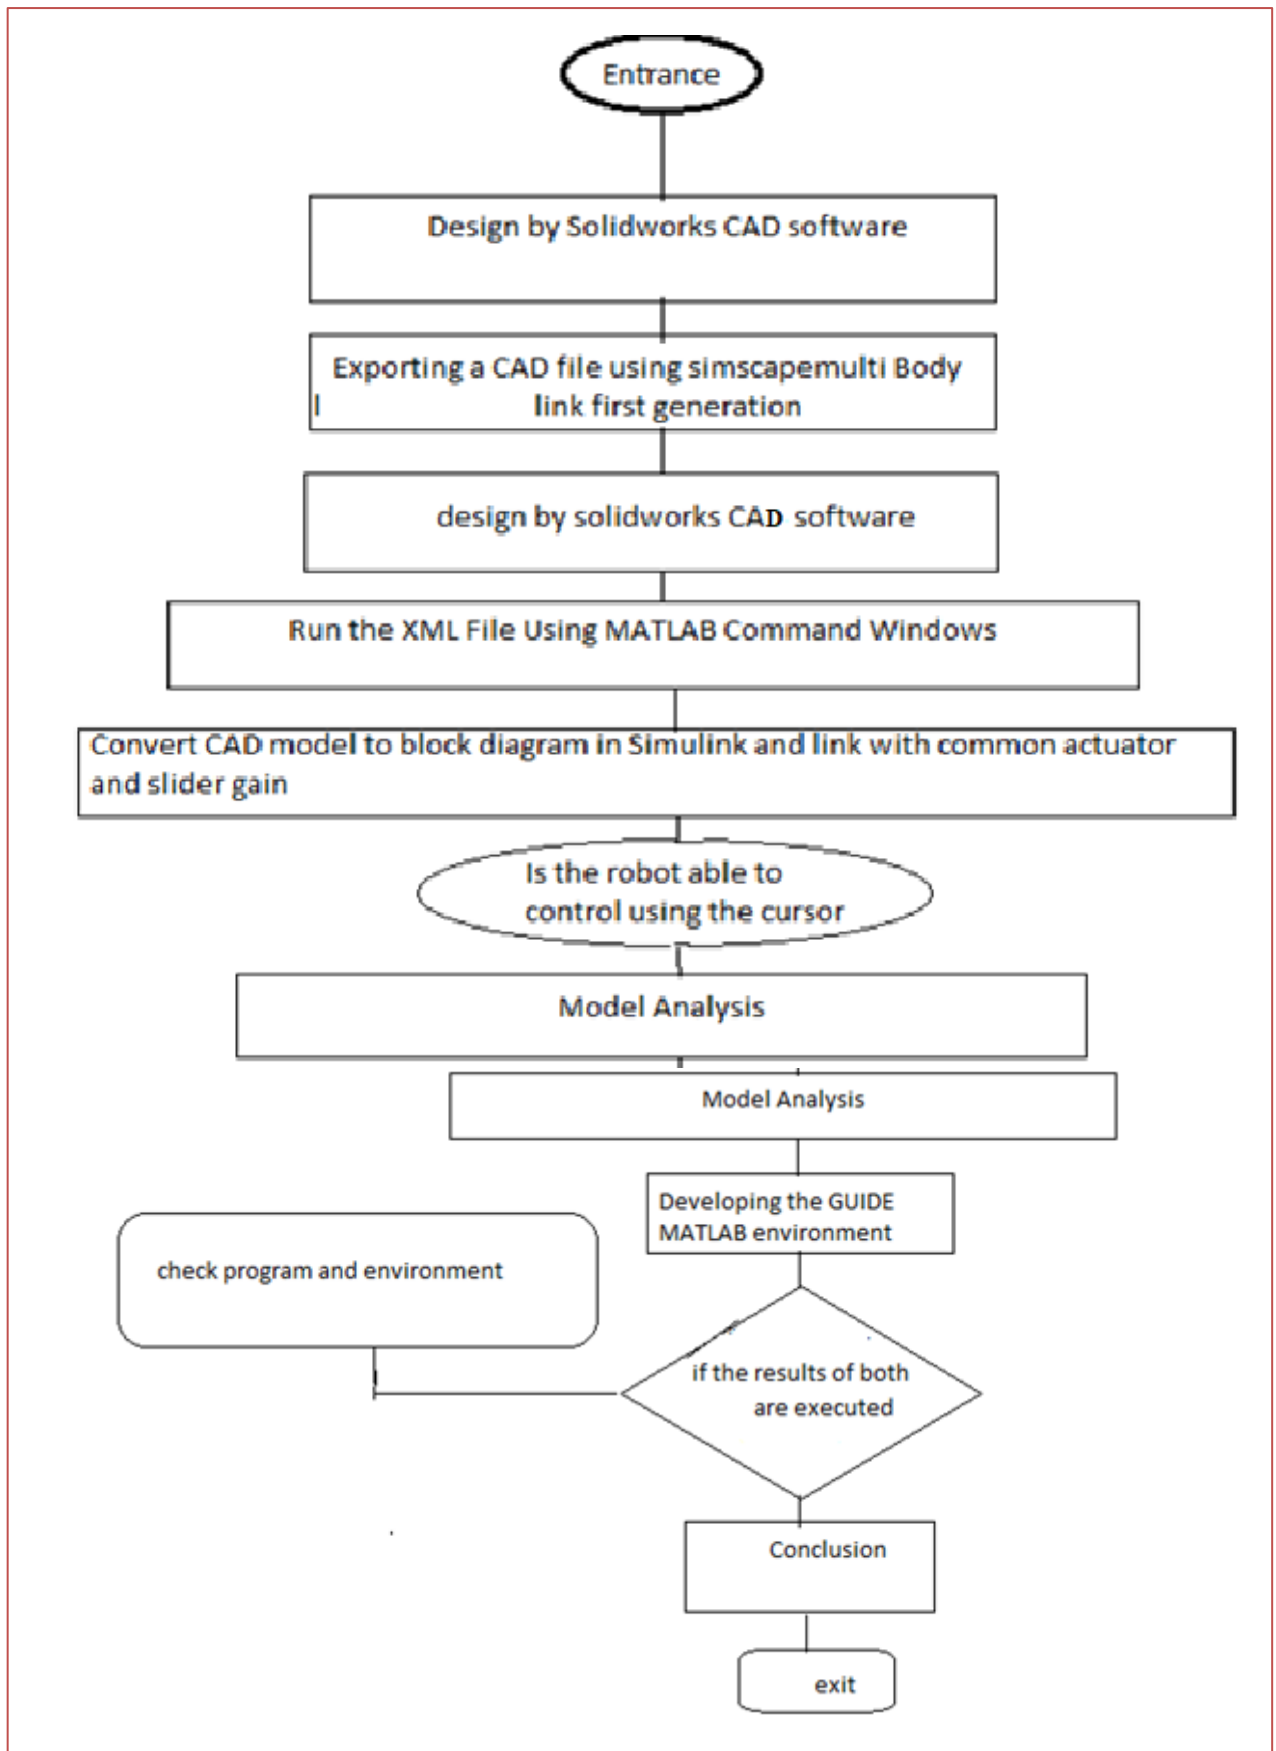 Entrance
Design by Solidworks CAD software
Exporting a CAD file using simscapemulti Body
l link first generation
design by solidworks CAD software
Run the XML File Using MATLAB Command Windows
Convert CAD model to block diagram in Simulink and link with common actuator
and slider gain
Is the robot able to
control using the cursor
Model Analysis
Model Analysis
Developing the GUIDE
MATLAB environment
check program and environment
if the results of both
are executed
Conclusion
exit